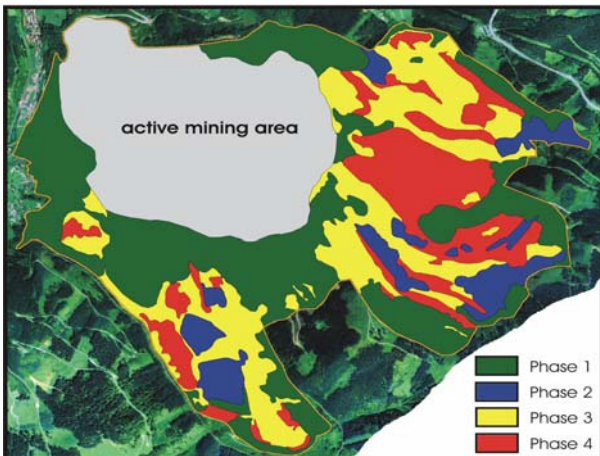 active mining area
Phase 1
Phase 2
Phase 3
Phase 4